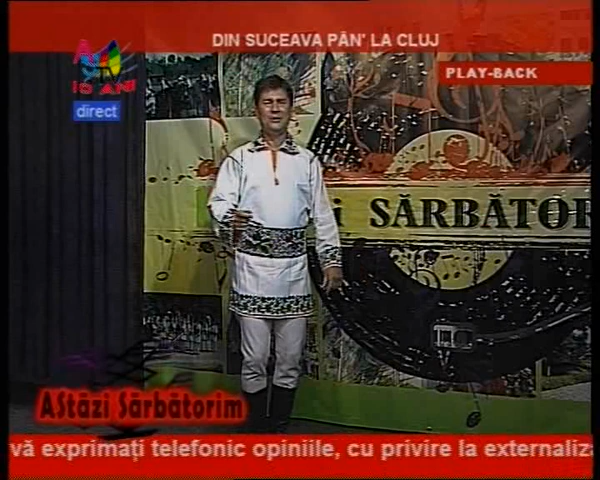 DIN SUCEAVA PÂN' LA CLUJ
PLAY-BACK
10 ANI
direct
i SĂRBĂTOR
AStăzi Sărbătorim
vă exprimați telefonic opiniile, cu privire la externaliza